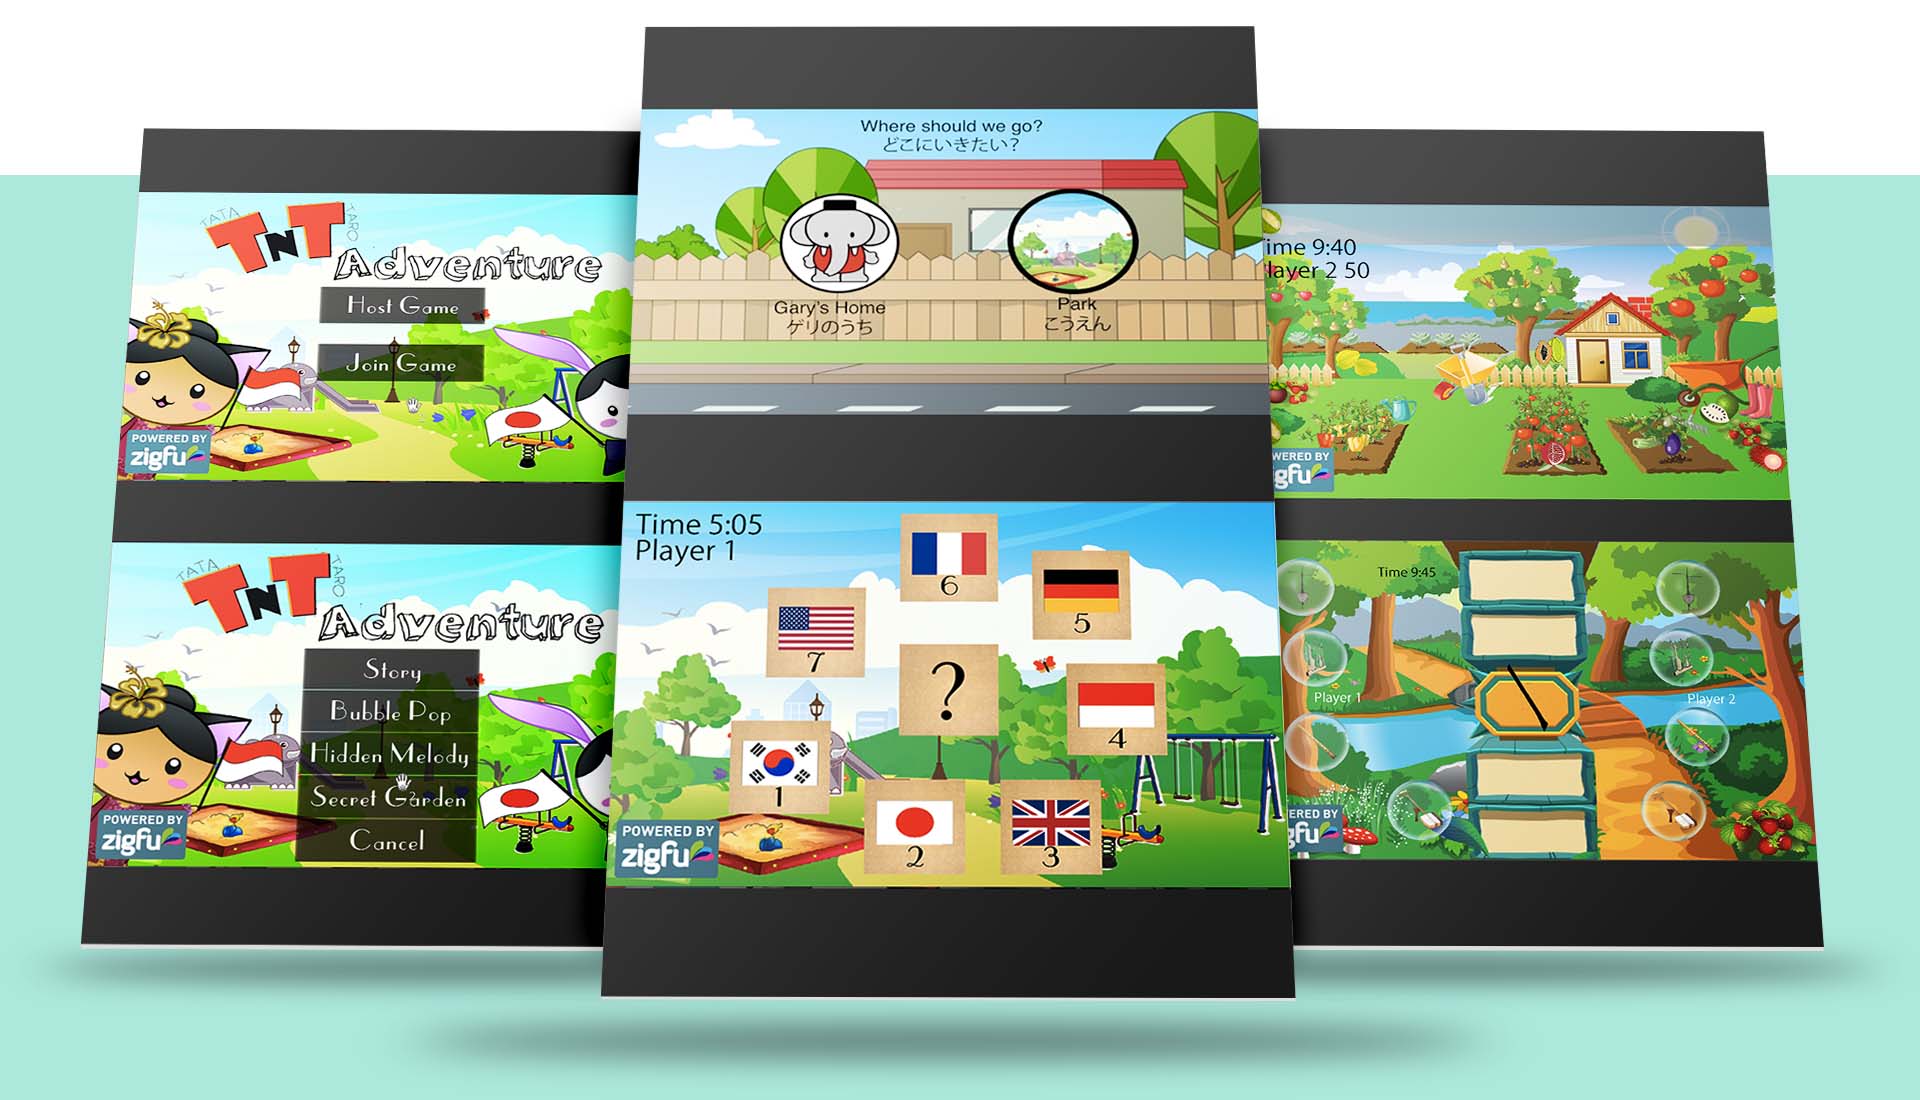 TATA
TNT
TARO
Adventure
Host Game
Join Game
POWERED BY
zigfu
TATA
TNT
TARO
Adventure
Story
Bubble Pop
Hidden Melody
Secret Garden
Cancel
POWERED BY
zigfu
Where should we go?
どこにいきたい?
Gary's Home
ゲリのうち
Park
こうえん
Time 5:05
Player 1
6
5
7
?
4
1
2
3
POWERED BY
zigfu
ime 9:40
layer 2 50
WERED BY
gfu
Time 9:45
Player 1
Player 2
ERED BY
gfu